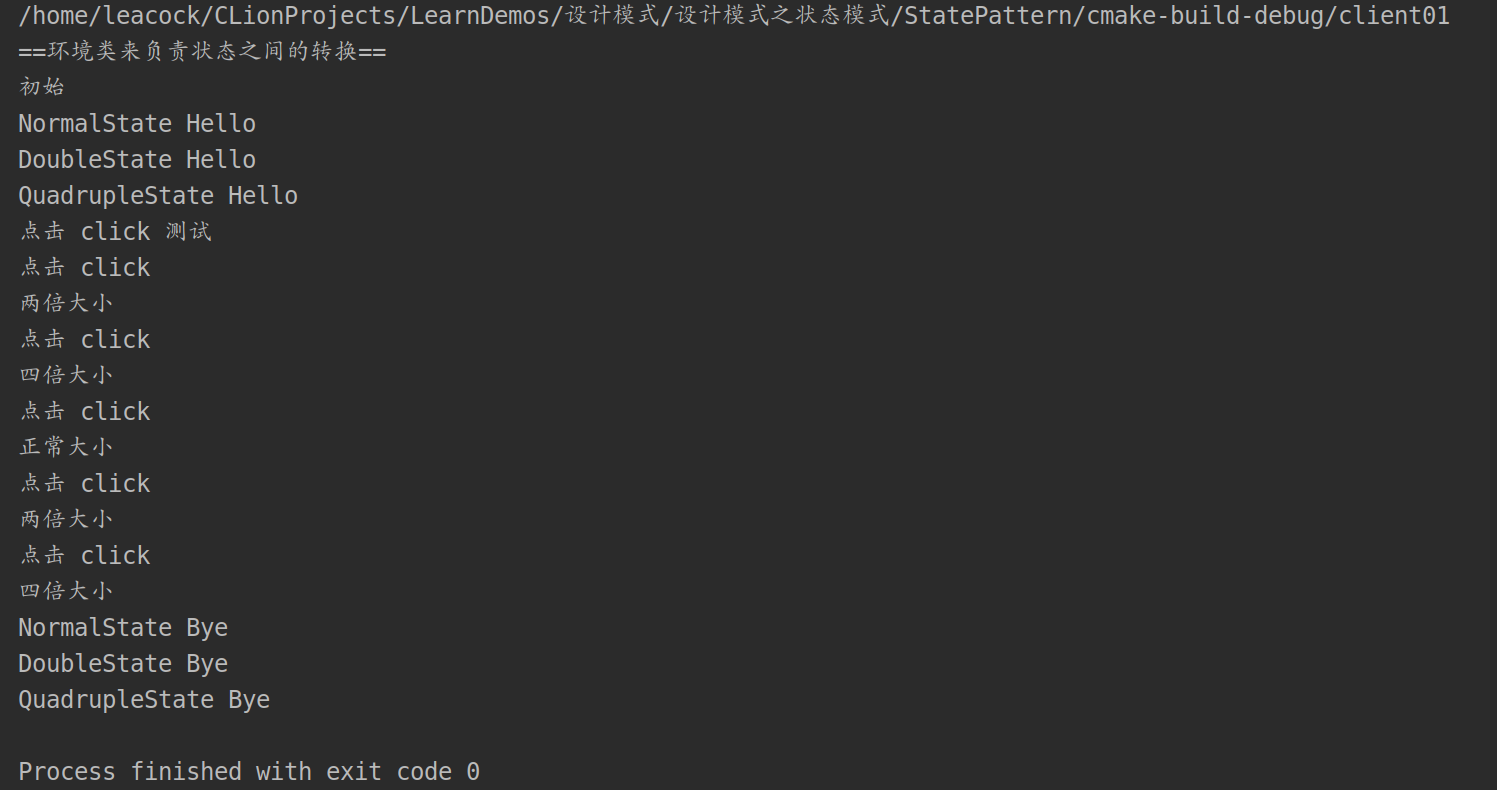 /home/leacock/CLionProjects/LearnDemos/设计模式/设计模式之状态模式/StatePattern/cmake-build-debug/client01
==环境类来负责状态之间的转换==
初始
NormalState Hello
DoubleState Hello
QuadrupleState Hello
点击 click 测试
点击 click
两倍大小
点击 click
四倍大小
点击 click
正常大小
点击 click
两倍大小
点击 click
四倍大小
NormalState Bye
DoubleState Bye
QuadrupleState Bye
Process finished with exit code 0